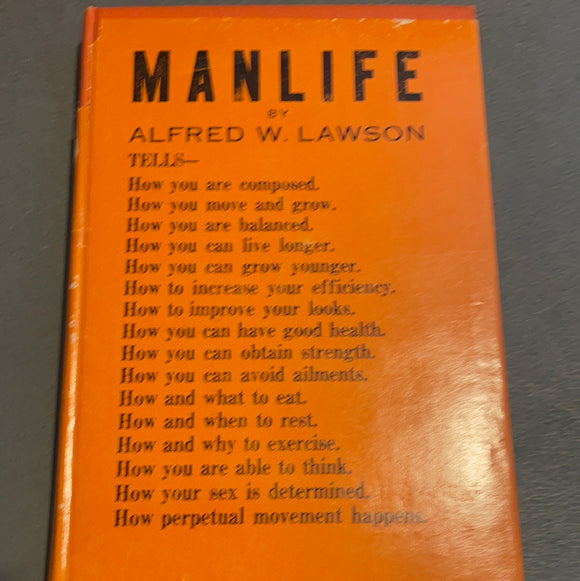 MANLIFE
BY
ALFRED W. LAWSON
TELLS—
How you are composed.
How you move and grow.
How you are balanced.
How you can live longer.
How you can grow younger.
How to increase your efficiency.
How to improve your looks.
How you can have good health.
How you can obtain strength.
How you can avoid ailments.
How and what to eat.
How and when to rest.
How and why to exercise.
How you are able to think.
How your sex is determined.
How perpetual movement happens.